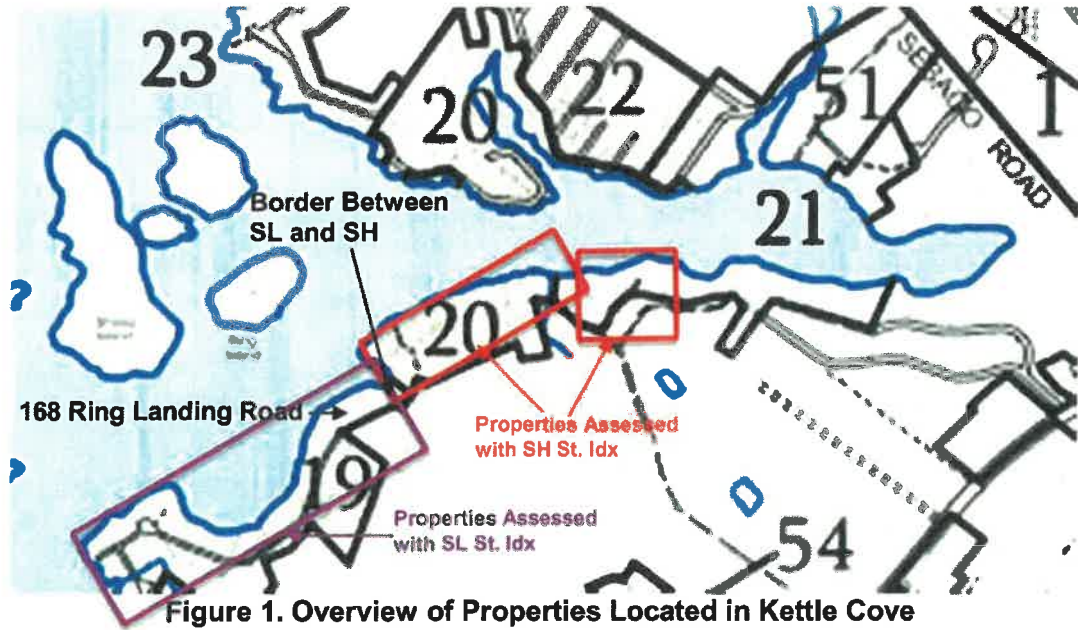 23
20
22
51
SEBAGO
ROAD
1
Border Between
SL and SH
21
20
168 Ring Landing Road
Properties Assessed
with SH St. Idx
19
Properties Assessed
with SL St. Idx
54
Figure 1. Overview of Properties Located in Kettle Cove